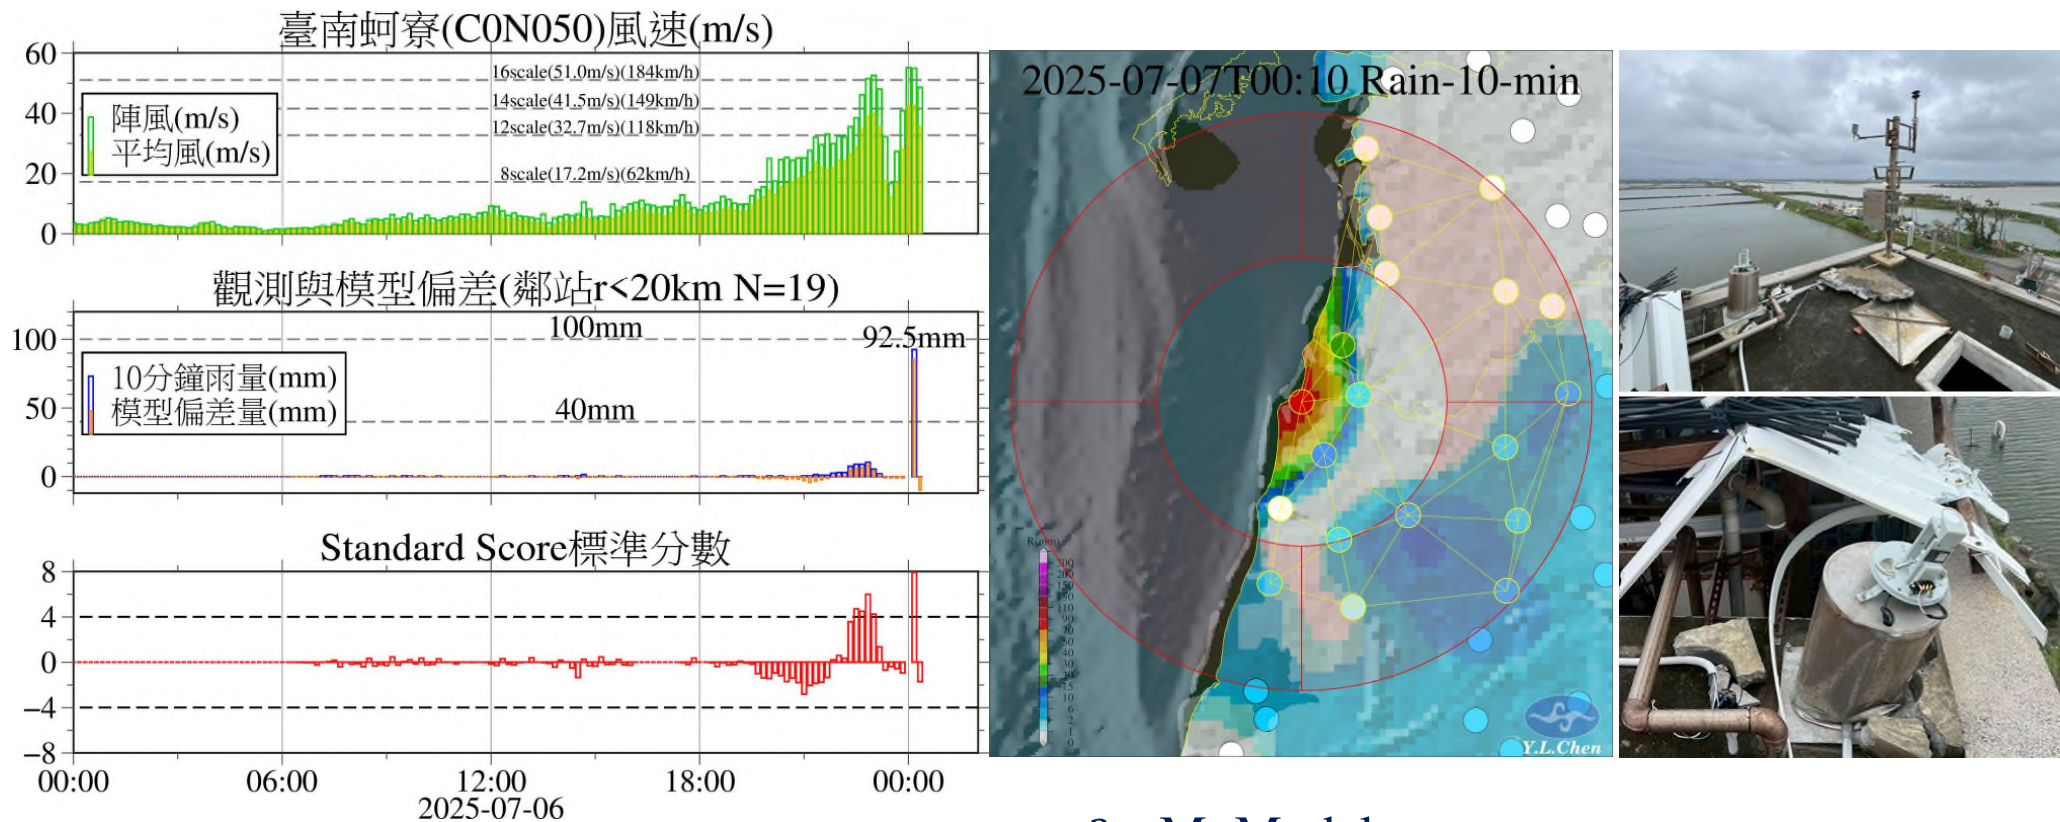 臺南蚵寮(C0N050)風速(m/s)
60
40
20
0
16scale(51.0m/s)(184km/h)
14scale(41.5m/s)(149km/h)
12scale(32.7m/s)(118km/h)
8scale(17.2m/s)(62km/h)
陣風(m/s)
平均風(m/s)
觀測與模型偏差(鄰站r<20km N=19)
100
50
0
100mm
92.5mm
40mm
10分鐘雨量(mm)
模型偏差量(mm)
Standard Score標準分數
8
4
0
−4
−8
00:00 06:00 12:00 18:00 00:00
2025-07-06
2025-07-07T00:10 Rain-10-min
Y.L.Chen